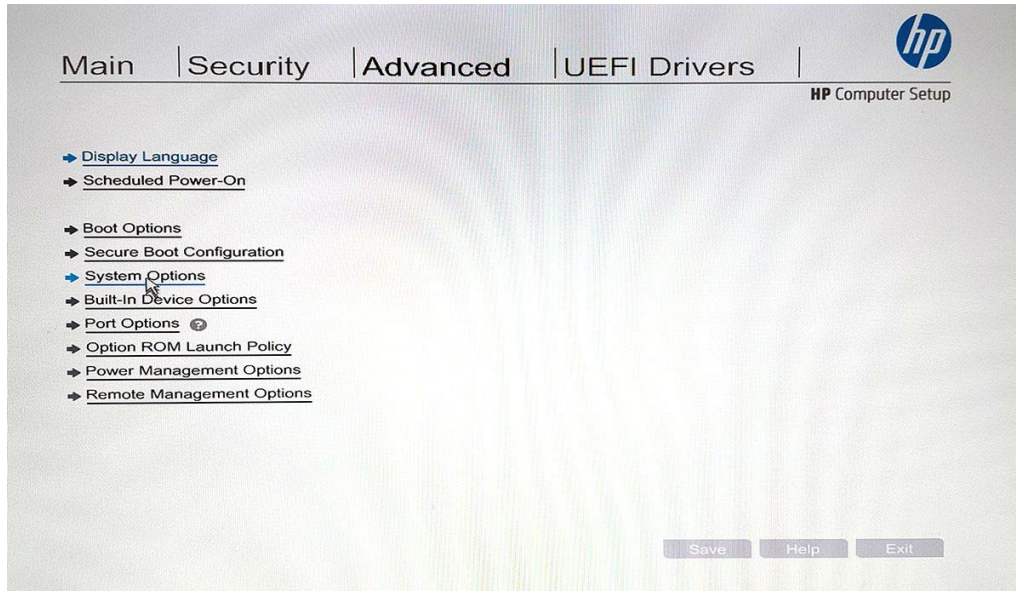 Main Security Advanced UEFI Drivers
hp
HP Computer Setup
Display Language
Scheduled Power-On
Boot Options
Secure Boot Configuration
System Options
Built-In Device Options
Port Options ?
Option ROM Launch Policy
Power Management Options
Remote Management Options
Save Help Exit